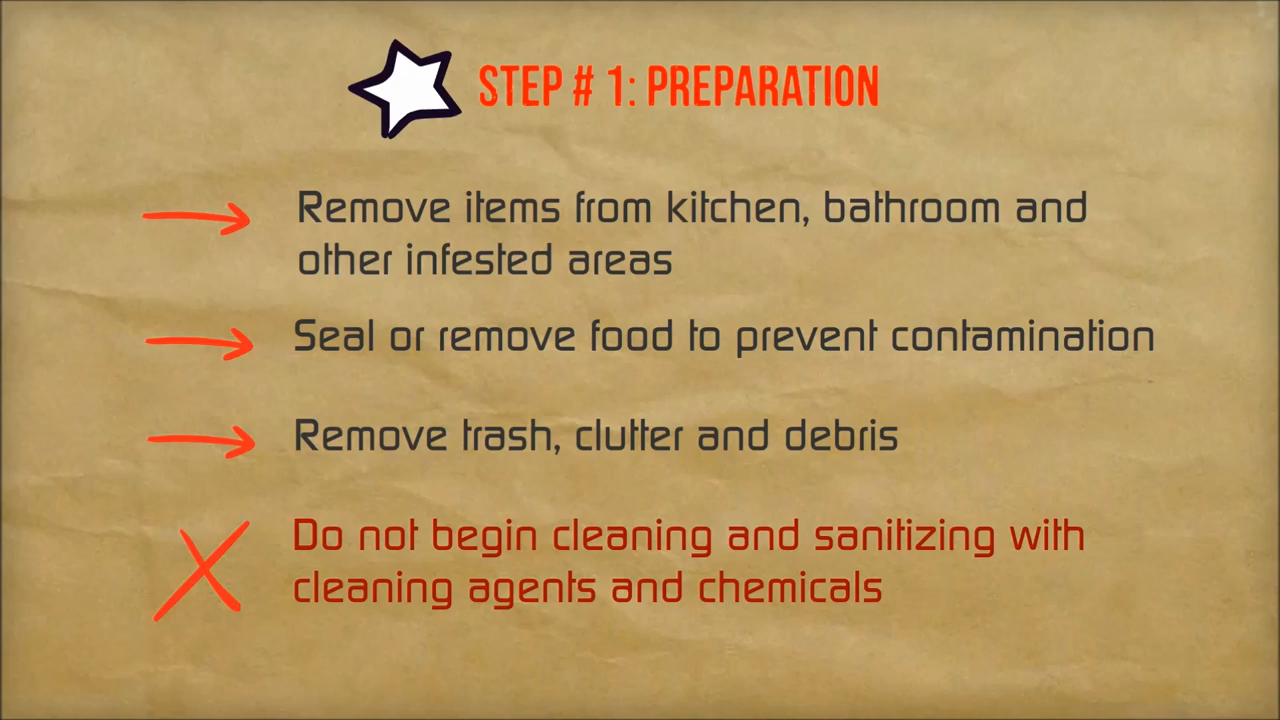 STEP # 1: PREPARATION
Remove items from kitchen, bathroom and
other infested areas
Seal or remove food to prevent contamination
Remove trash, clutter and debris
Do not begin cleaning and sanitizing with
cleaning agents and chemicals